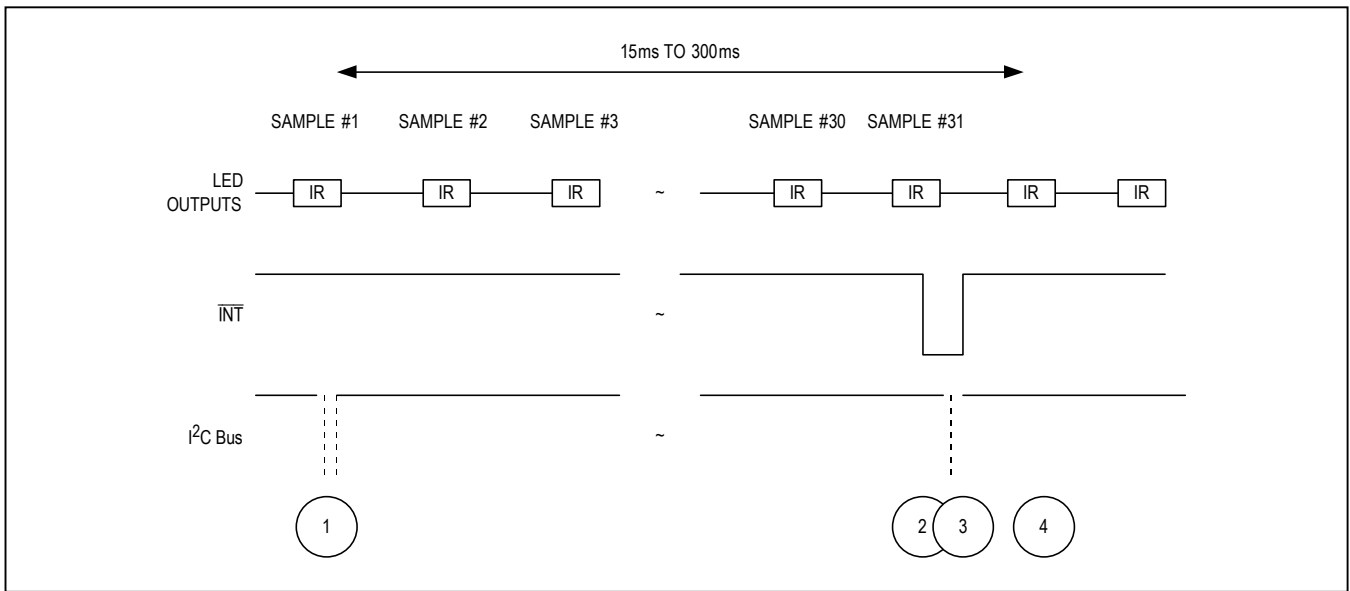 15ms TO 300ms
SAMPLE #1 SAMPLE #2 SAMPLE #3 SAMPLE #30 SAMPLE #31
LED
OUTPUTS
IR IR IR ~ IR IR IR IR
INT
~
I2C Bus
~
1 2 3 4